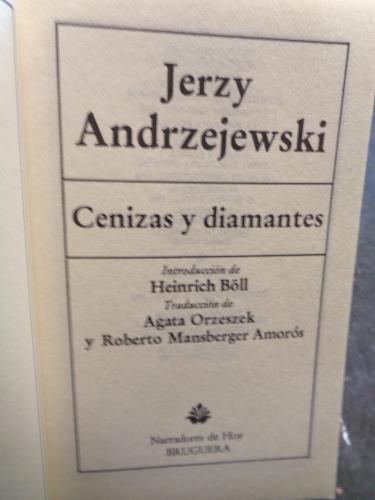 Jerzy
Andrzejewski
Cenizas y diamantes
Introducción de
Heinrich Böll
Traducción de
Agata Orzeszek
y Roberto Mansberger Amorós
Narradores de Hoy
BRUGUERA